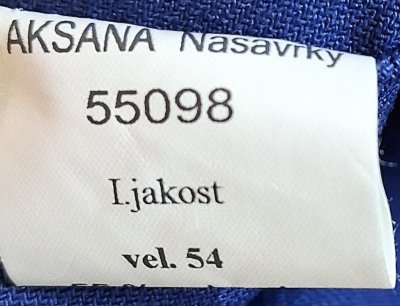 AKSANA Nasavrky
55098
I.jakost
vel. 54